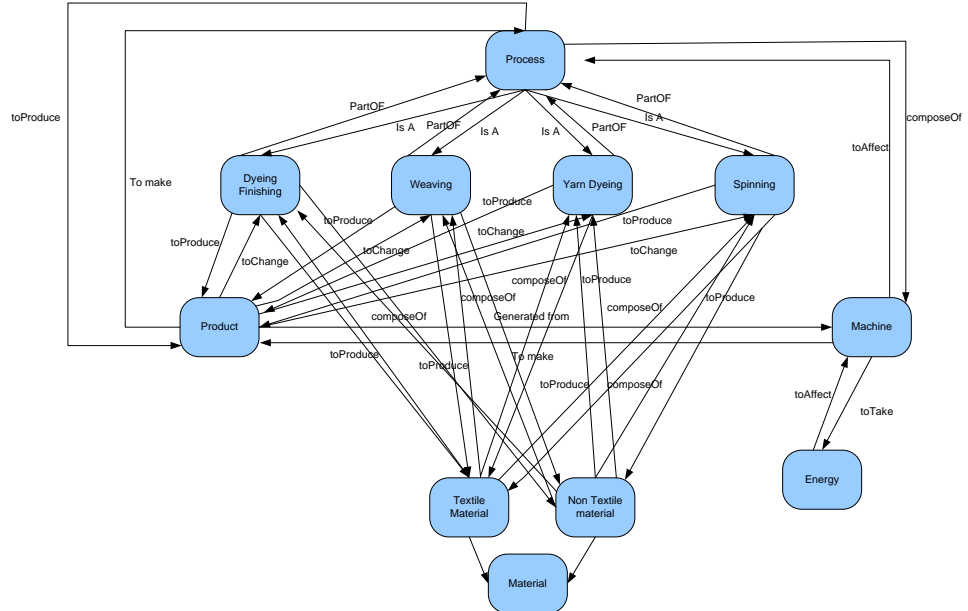 Process
PartOF
PartOF
toProduce
composeOf
Is A
PartOF
Is A
Is A
PartOF
Is A
toAffect
To make
Dyeing
Finishing
Weaving
Yarn Dyeing
Spinning
toProduce
toProduce
toProduce
toProduce
toChange
toChange
toChange
toChange
composeOf
toProduce
composeOf
toProduce
composeOf
composeOf
Generated from
Product
Machine
toProduce
toProduce
To make
toProduce
composeOf
toAffect
toTake
Energy
Textile
Material
Non Textile
material
Material